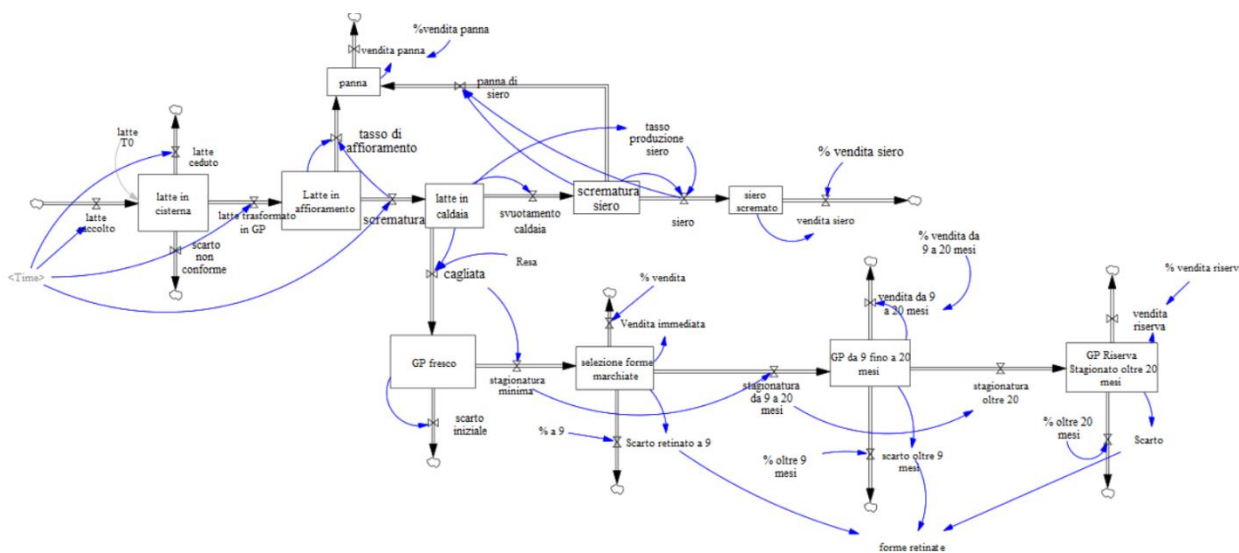 %vendita panna
vendita panna
panna
panna di
siero
latte
T0
latte
ceduto
tasso di
affioramento
tasso
produzione
siero
% vendita siero
latte in
cisterna
Latte in
affioramento
latte in
caldaia
scrematura
siero
siero
scremato
latte
accolto
latte trasformato
in GP
scrematura
svuotamento
caldaia
siero
vendita siero
scarto
non
conforme
<Time>
cagliata
Resa
% vendita da
9 a 20 mesi
% vendita
vendita da 9
a 20 mesi
% vendita riserv
vendita
riserva
Vendita immediata
GP fresco
selezione forme
marchiate
GP da 9 fino a 20
mesi
GP Riserva
Stagionato oltre 20
mesi
stagionatura
minima
stagionatura
da 9 a 20
mesi
stagionatura
oltre 20
scarto
iniziale
% a 9
Scarto retinato a 9
% oltre 9
mesi
scarto oltre 9
mesi
% oltre 20
mesi
Scarto
forme retinate